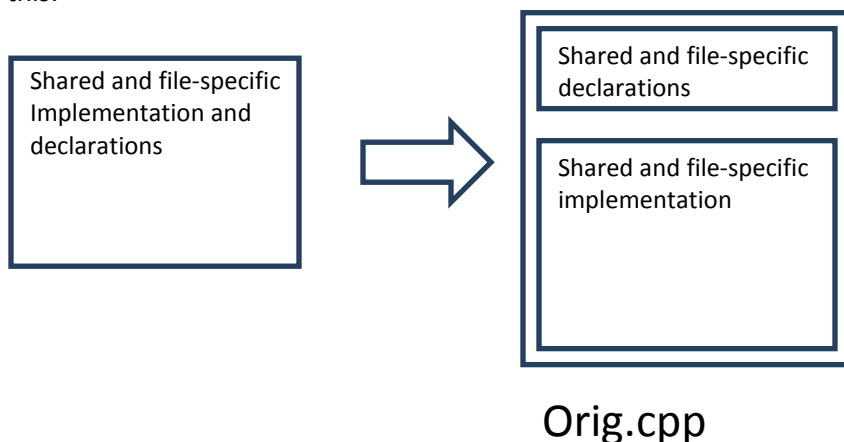 Shared and file-specific
Implementation and
declarations
Shared and file-specific
declarations
Shared and file-specific
implementation
Orig.cpp